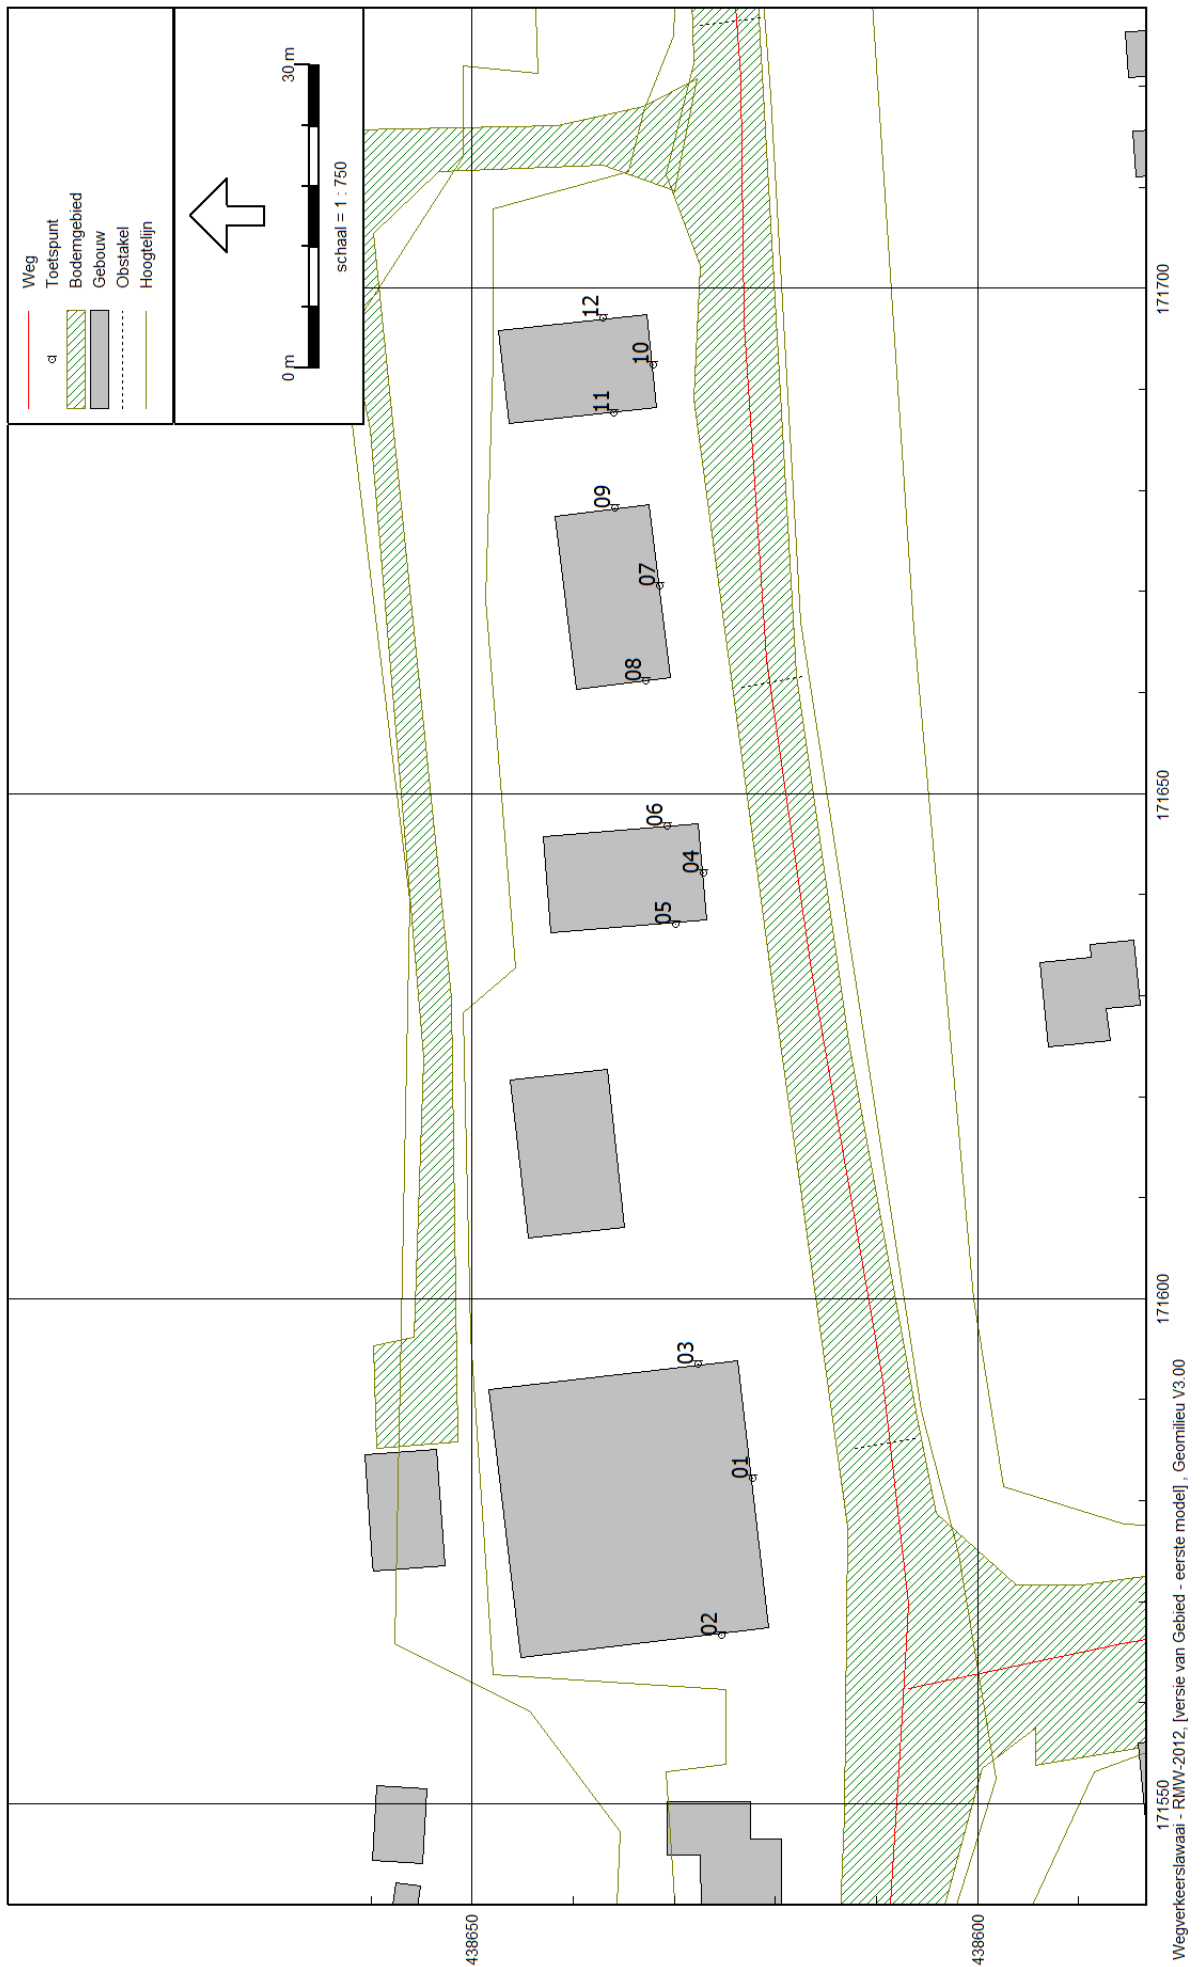 Weg
Toetspunt
Bodemgebied
Gebouw
Obstakel
Hoogtelijn
0 m
30 m
schaal = 1 : 750
01
02
03
04
05
06
07
08
09
10
11
12
438650
438600
171550
171600
171650
171700
Wegverkeerslawaai - RMW-2012, [versie van Gebied - eerste model] , Geomilieu V3.00